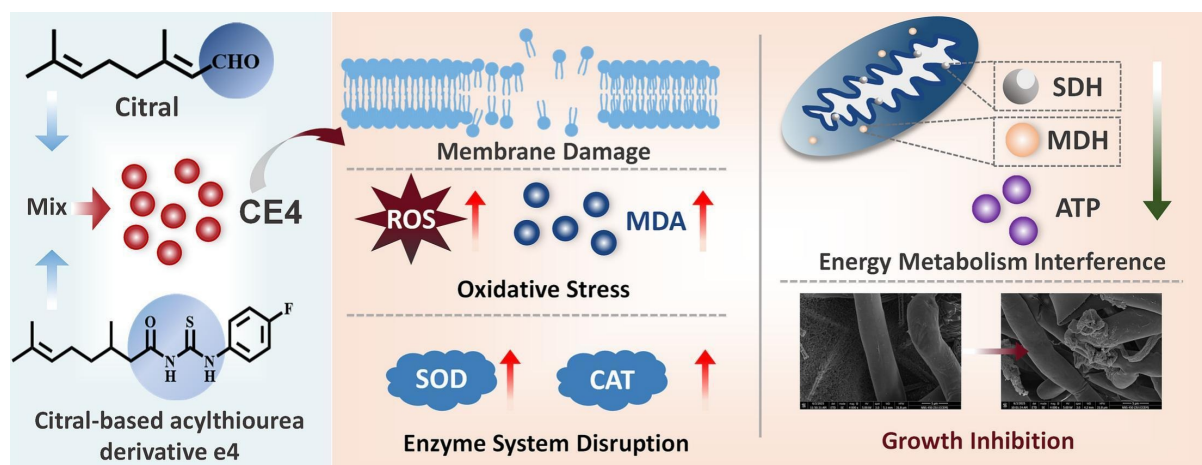 CHO
Citral
Mix
CE4
O
S
F
N
H
N
H
Citral-based acylthiourea
derivative e4
Membrane Damage
ROS
MDA
Oxidative Stress
SOD
CAT
Enzyme System Disruption
SDH
MDH
ATP
Energy Metabolism Interference
Growth Inhibition